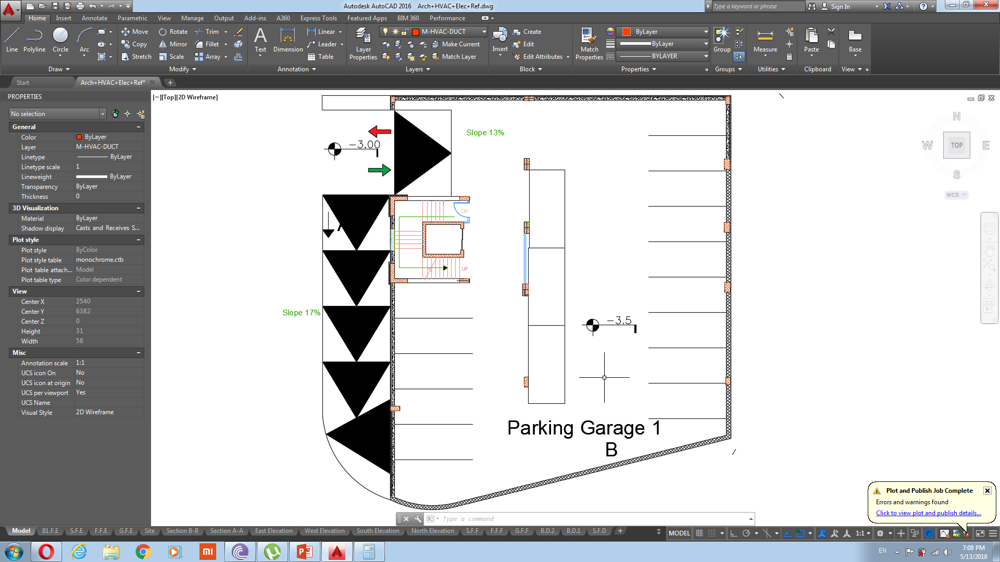 Autodesk AutoCAD 2016 Arch+HVAC+Elec+Ref.dwg
Type a keyword or phrase
Sign In
Home Insert Annotate Parametric View Manage Output Add-ins A360 Express Tools Featured Apps BIM 360 Performance
Line Polyline Circle Arc
Move Rotate Trim
Copy Mirror Fillet
Stretch Scale Array
Text Dimension
Linear
Leader
Table
Layer Properties
M-HVAC-DUCT
Make Current
Match Layer
Insert
Create
Edit
Edit Attributes
Match Properties
ByLayer
ByLayer
BYLAYER
Group
Measure
Paste
Base
Draw Modify Annotation Layers Block Properties Groups Utilities Clipboard View
Start Arch+HVAC+Elec+Ref*
PROPERTIES
No selection
General
Color ByLayer
Layer M-HVAC-DUCT
Linetype ByLayer
Linetype scale 1
Lineweight ByLayer
Transparency ByLayer
Thickness 0
3D Visualization
Material ByLayer
Shadow display Casts and Receives S...
Plot style
Plot style ByColor
Plot style table monochrome.ctb
Plot table attach... Model
Plot table type Color dependent
View
Center X 2540
Center Y 6382
Center Z 0
Height 31
Width 58
Misc
Annotation scale 1:1
UCS icon On No
UCS icon at origin No
UCS per viewport Yes
UCS Name
Visual Style 2D Wireframe
[−][Top][2D Wireframe]
N
W TOP E
S
WCS
Slope 13%
−3.00
DN
UP
Slope 17%
−3.5
Parking Garage 1
B
Plot and Publish Job Complete
Errors and warnings found
Click to view plot and publish details...
Type a command
Model B1.F.E S.F.E F.F.E G.F.E Site Section B-B Section A-A East Elevation West Elevation South Elevation North Elevation S.F.F F.F.F G.F.F B.D.2 B.D.1 S.F.D
MODEL 1:1
EN
7:08 PM
5/13/2018